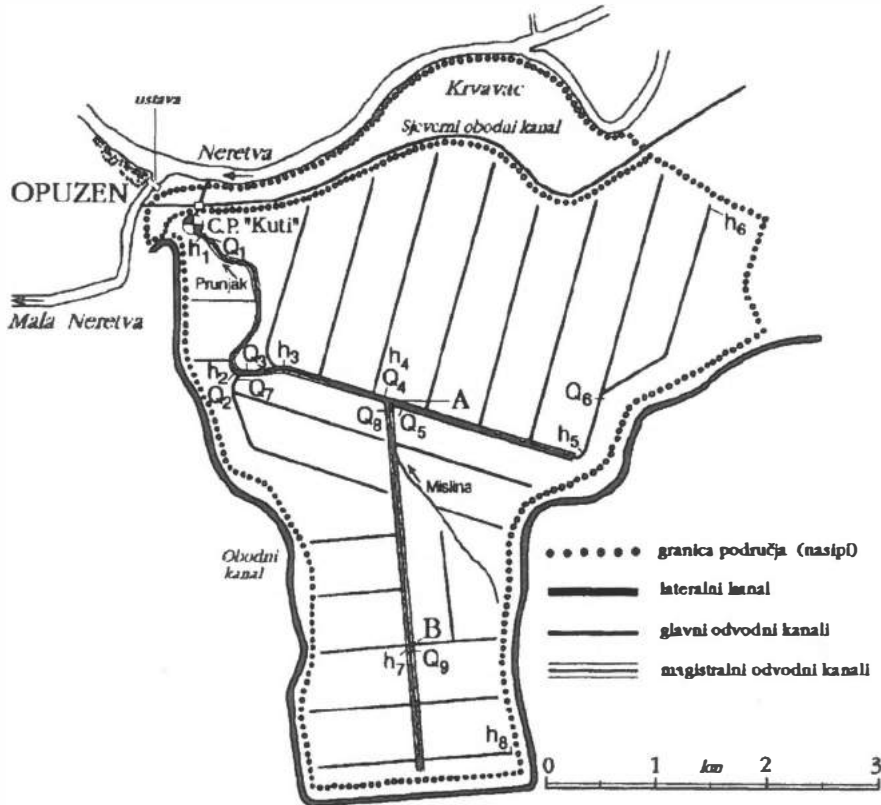 Krvavac
ustava
Sjeverni obodni kanal
Neretva
OPUZEN
C.P. "Kuti"
h6
h1
Q1
Prunjak
Mala Neretva
Q3
h3
h4
h2
Q4
A
Q2
Q7
Q6
Q8
Q5
h5
Mislina
Obodni
kanal
granica područja (nasipi)
lateralni kanal
B
glavni odvodni kanali
h7
Q9
magistralni odvodni kanali
h8
0
1
km
2
3